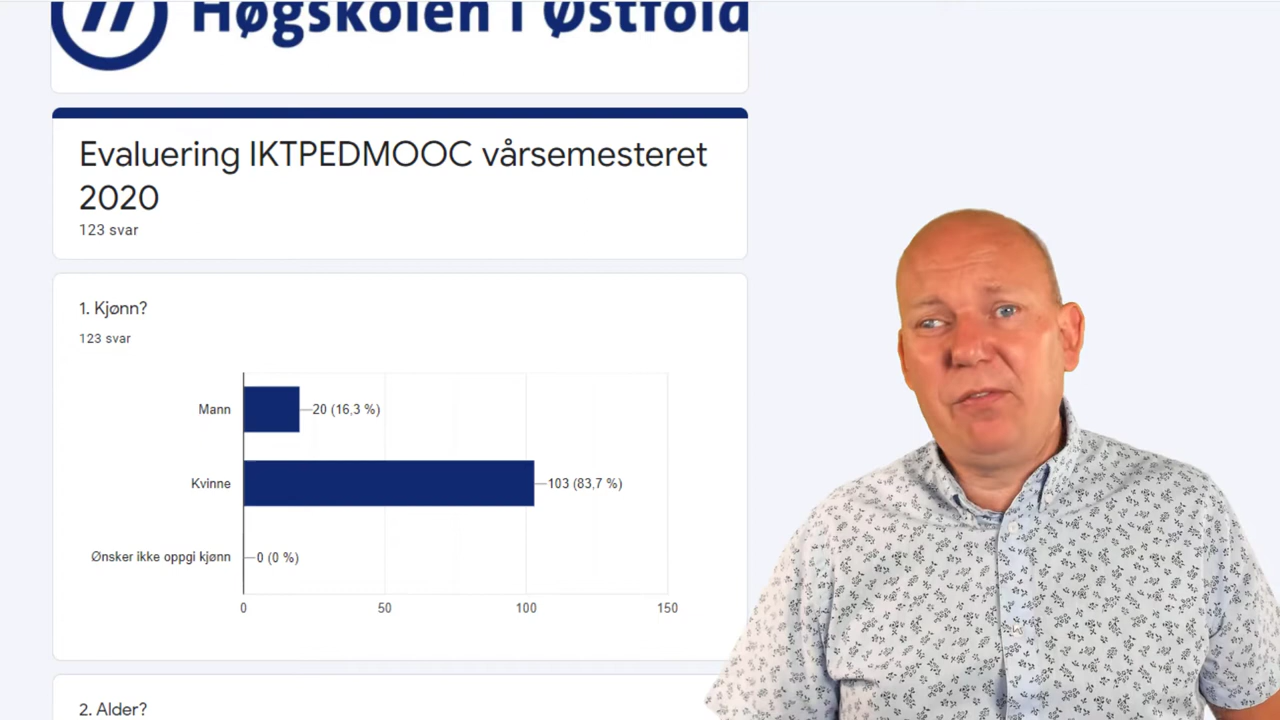 Høgskolen i Østfold
Evaluering IKTPEDMOOC vårsemesteret
2020
123 svar
1. Kjønn?
123 svar
Mann
20 (16,3 %)
Kvinne
103 (83,7 %)
Ønsker ikke oppgi kjønn
0 (0 %)
0
50
100
150
2. Alder?